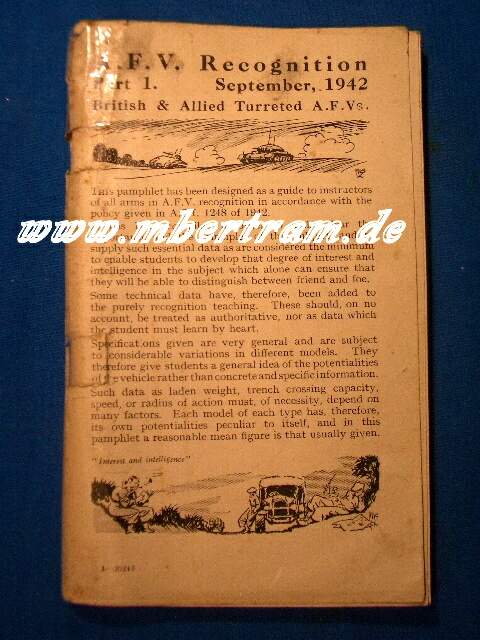 A.F.V. Recognition
Part 1. September, 1942
British & Allied Turreted A.F.Vs.
This pamphlet has been designed as a guide to instructors
of all arms in A.F.V. recognition in accordance with the
policy given in A.C.I. 1248 of 1942.
www.mbertram.de
supply such essential data as are considered the minimum
to enable students to develop that degree of interest and
intelligence in the subject which alone can ensure that
they will be able to distinguish between friend and foe.
Some technical data have, therefore, been added to
the purely recognition teaching. These should, on no
account, be treated as authoritative, nor as data which
the student must learn by heart.
Specifications given are very general and are subject
to considerable variations in different models. They
therefore give students a general idea of the potentialities
of the vehicle rather than concrete and specific information.
Such data as laden weight, trench crossing capacity,
speed, or radius of action must, of necessity, depend on
many factors. Each model of each type has, therefore,
its own potentialities peculiar to itself, and in this
pamphlet a reasonable mean figure is that usually given.
"Interest and intelligence"